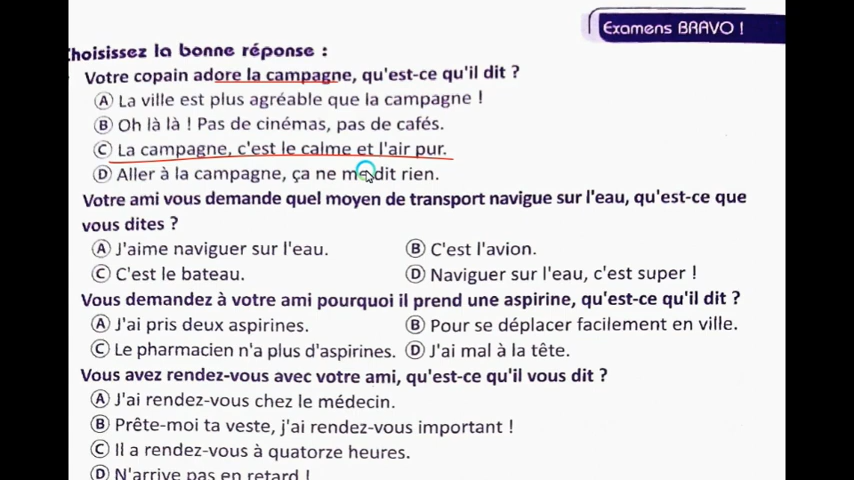 Examens BRAVO !
Choisissez la bonne réponse :
Votre copain adore la campagne, qu'est-ce qu'il dit ?
A La ville est plus agréable que la campagne !
B Oh là là ! Pas de cinémas, pas de cafés.
C La campagne, c'est le calme et l'air pur.
D Aller à la campagne, ça ne me dit rien.
Votre ami vous demande quel moyen de transport navigue sur l'eau, qu'est-ce que
vous dites ?
A J'aime naviguer sur l'eau. B C'est l'avion.
C C'est le bateau. D Naviguer sur l'eau, c'est super !
Vous demandez à votre ami pourquoi il prend une aspirine, qu'est-ce qu'il dit ?
A J'ai pris deux aspirines. B Pour se déplacer facilement en ville.
C Le pharmacien n'a plus d'aspirines. D J'ai mal à la tête.
Vous avez rendez-vous avec votre ami, qu'est-ce qu'il vous dit ?
A J'ai rendez-vous chez le médecin.
B Prête-moi ta veste, j'ai rendez-vous important !
C Il a rendez-vous à quatorze heures.
D N'arrive pas en retard !